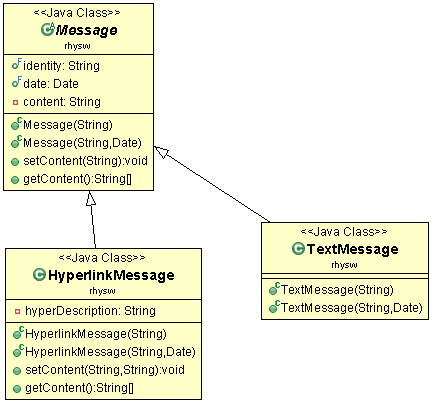 <<Java Class>>
Message
rhysw
identity: String
date: Date
content: String
Message(String)
Message(String,Date)
setContent(String):void
getContent():String[]
<<Java Class>>
HyperlinkMessage
rhysw
hyperDescription: String
HyperlinkMessage(String)
HyperlinkMessage(String,Date)
setContent(String,String):void
getContent():String[]
<<Java Class>>
TextMessage
rhysw
TextMessage(String)
TextMessage(String,Date)